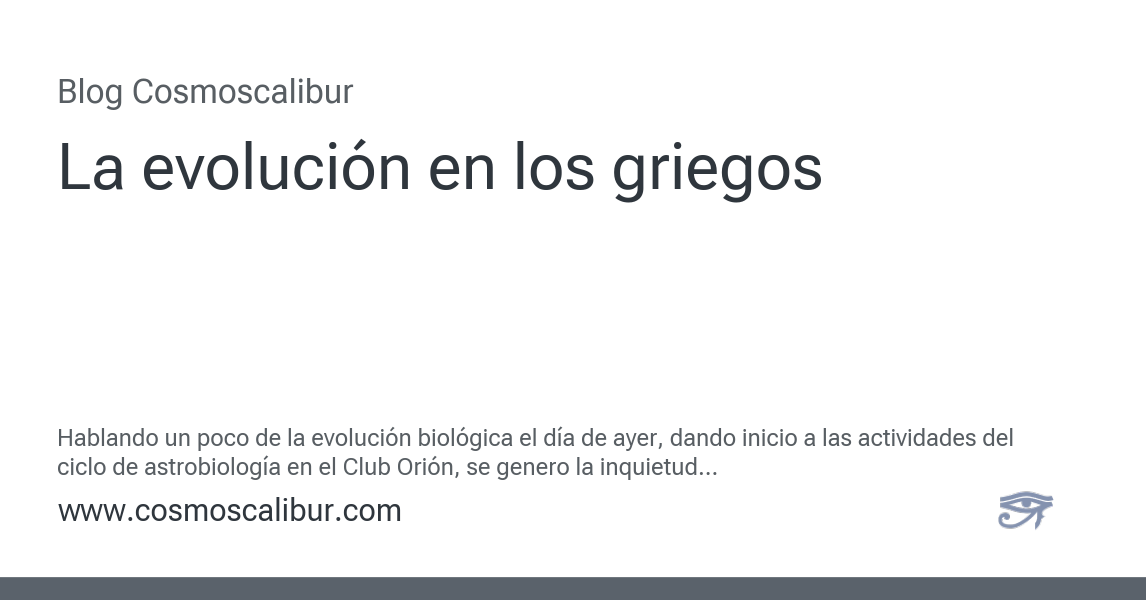 Blog Cosmoscalibur
La evolución en los griegos
Hablando un poco de la evolución biológica el día de ayer, dando inicio a las actividades del
ciclo de astrobiología en el Club Orión, se genero la inquietud...
www.cosmoscalibur.com